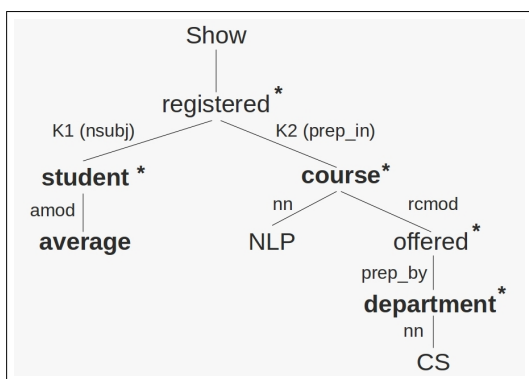 Show
registered *
K1 (nsubj) K2 (prep_in)
student * course*
nn rcmod
amod
average NLP offered *
prep_by
department *
nn
CS